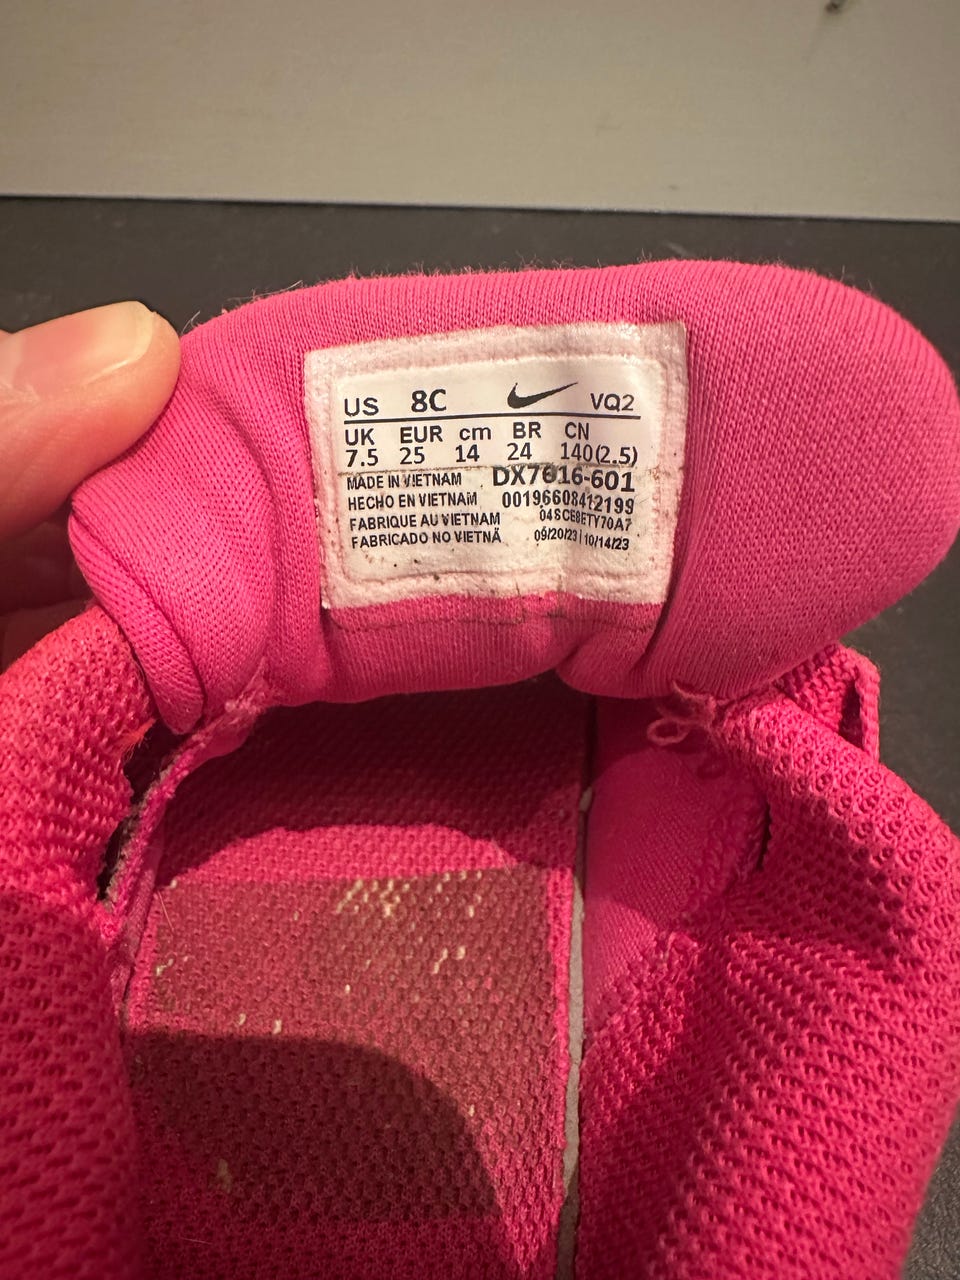 US 8C VQ2
UK EUR cm BR CN
7.5 25 14 24 140(2.5)
MADE IN VIETNAM DX7616-601
HECHO EN VIETNAM 00196608412199
FABRIQUE AU VIETNAM 04SCE8ETY70A7
FABRICADO NO VIETNÃ 09/20/23 | 10/14/23